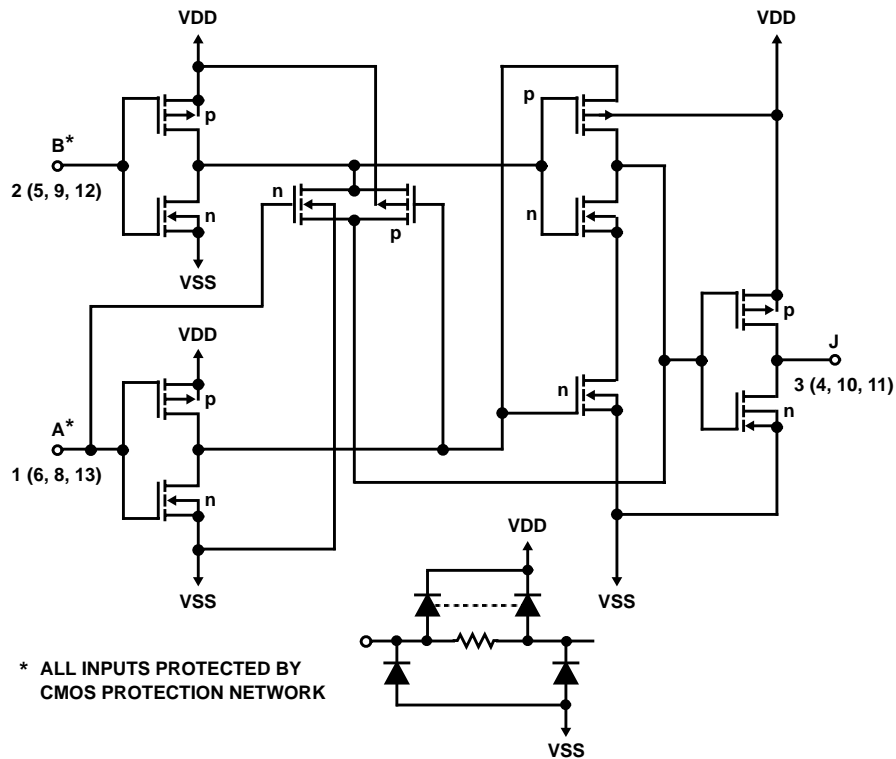 VDD
VDD
p
p
B*
2 (5, 9, 12)
n
n
n
p
VSS
VDD
p
J
p
n
3 (4, 10, 11)
n
A*
1 (6, 8, 13)
n
VDD
VSS
VSS
* ALL INPUTS PROTECTED BY
CMOS PROTECTION NETWORK
VSS